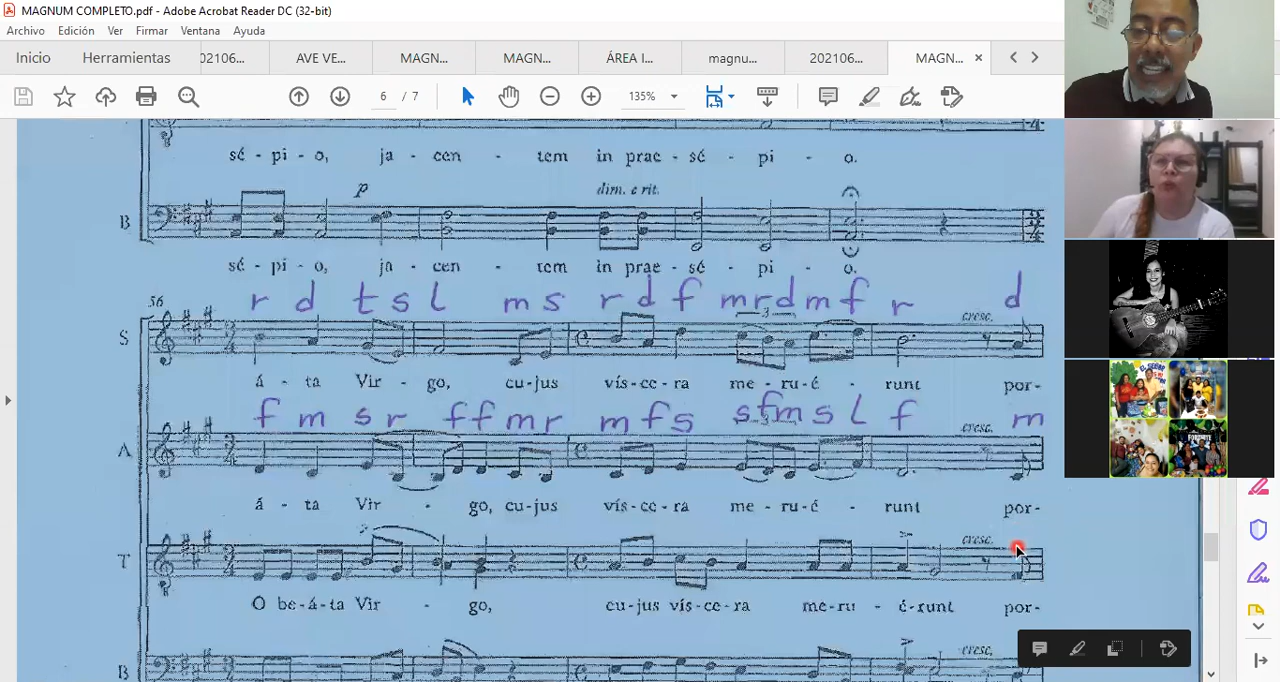 MAGNUM COMPLETO.pdf - Adobe Acrobat Reader DC (32-bit)
Archivo Edición Ver Firmar Ventana Ayuda
Inicio Herramientas 202106... AVE VE... MAGN... MAGN... ÁREA I... magnu... 202106... MAGN... ×
6 / 7 135%
sé - pi - o, ja - cen - tem in prae - sé - pi - o.
p dim. e rit.
B
sé - pi - o, ja - cen - tem in prae - sé - pi - o.
r d t s l m s r d f m r d m f r d
56 3 cresc.
S
á - ta Vir - go, cu-jus vís-ce-ra me-ru-é - runt por-
f m s r f f m r m f s s f m s l f m
3 cresc.
A
á - ta Vir - go, cu-jus vís-ce-ra me-ru-é - runt por-
cresc.
T
O be-á-ta Vir - go, cu-jus vís-ce-ra me-ru - é-runt por-
cresc.
B